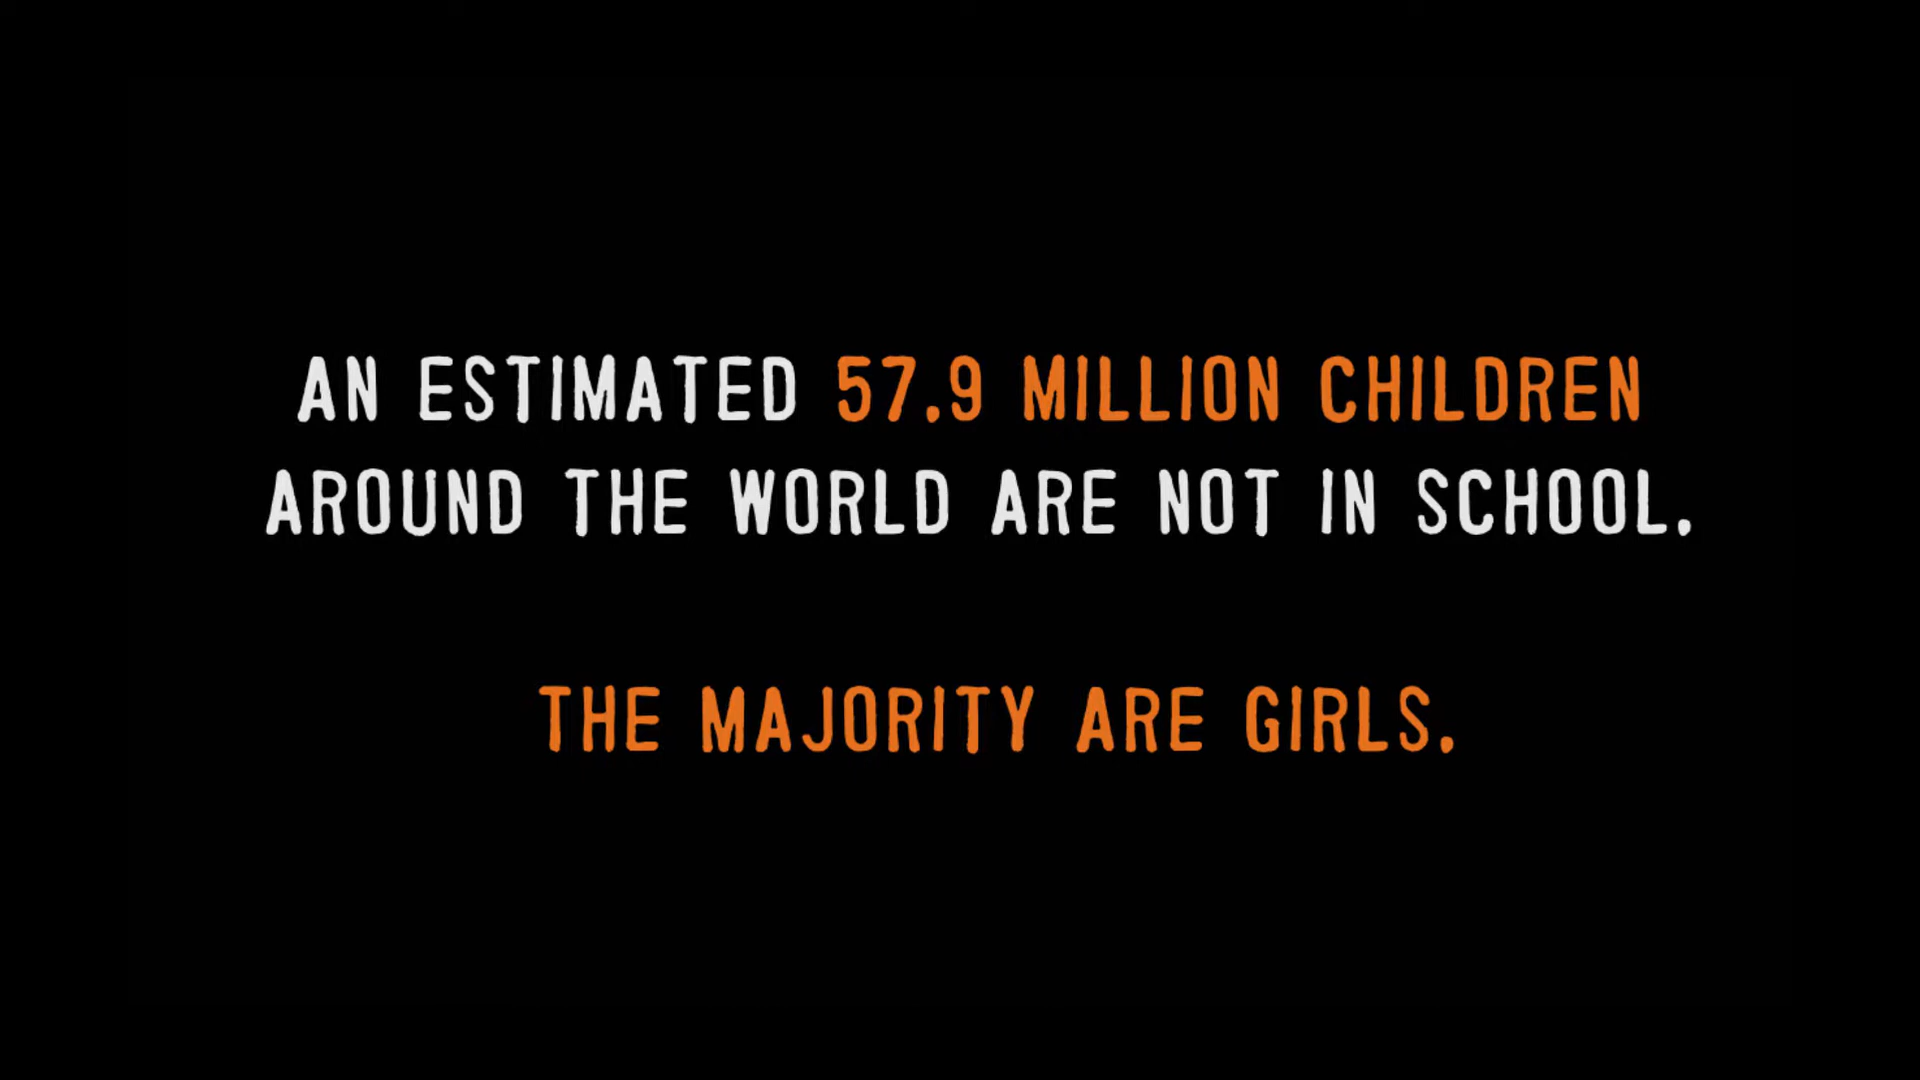 AN ESTIMATED 57.9 MILLION CHILDREN
AROUND THE WORLD ARE NOT IN SCHOOL.
THE MAJORITY ARE GIRLS.